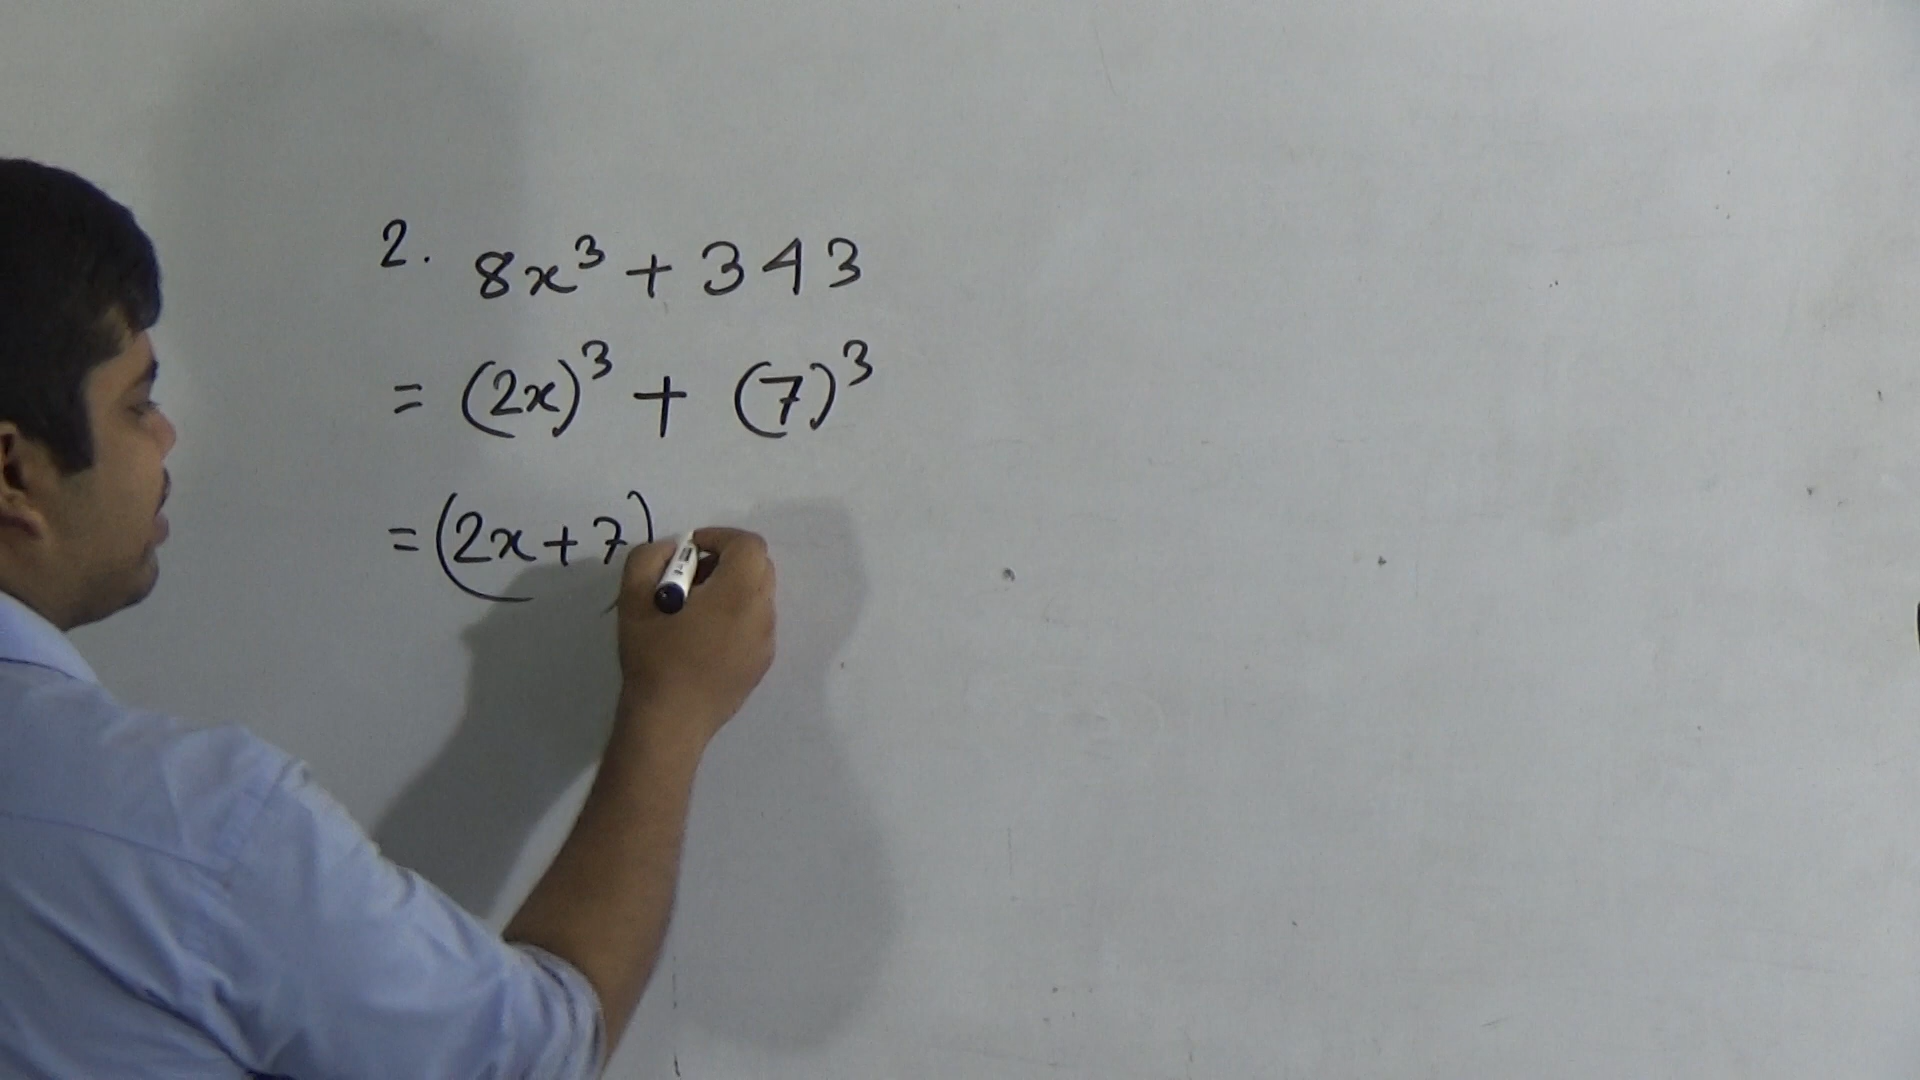 2. 8x³ + 343
= (2x)³ + (7)³
= (2x+7)